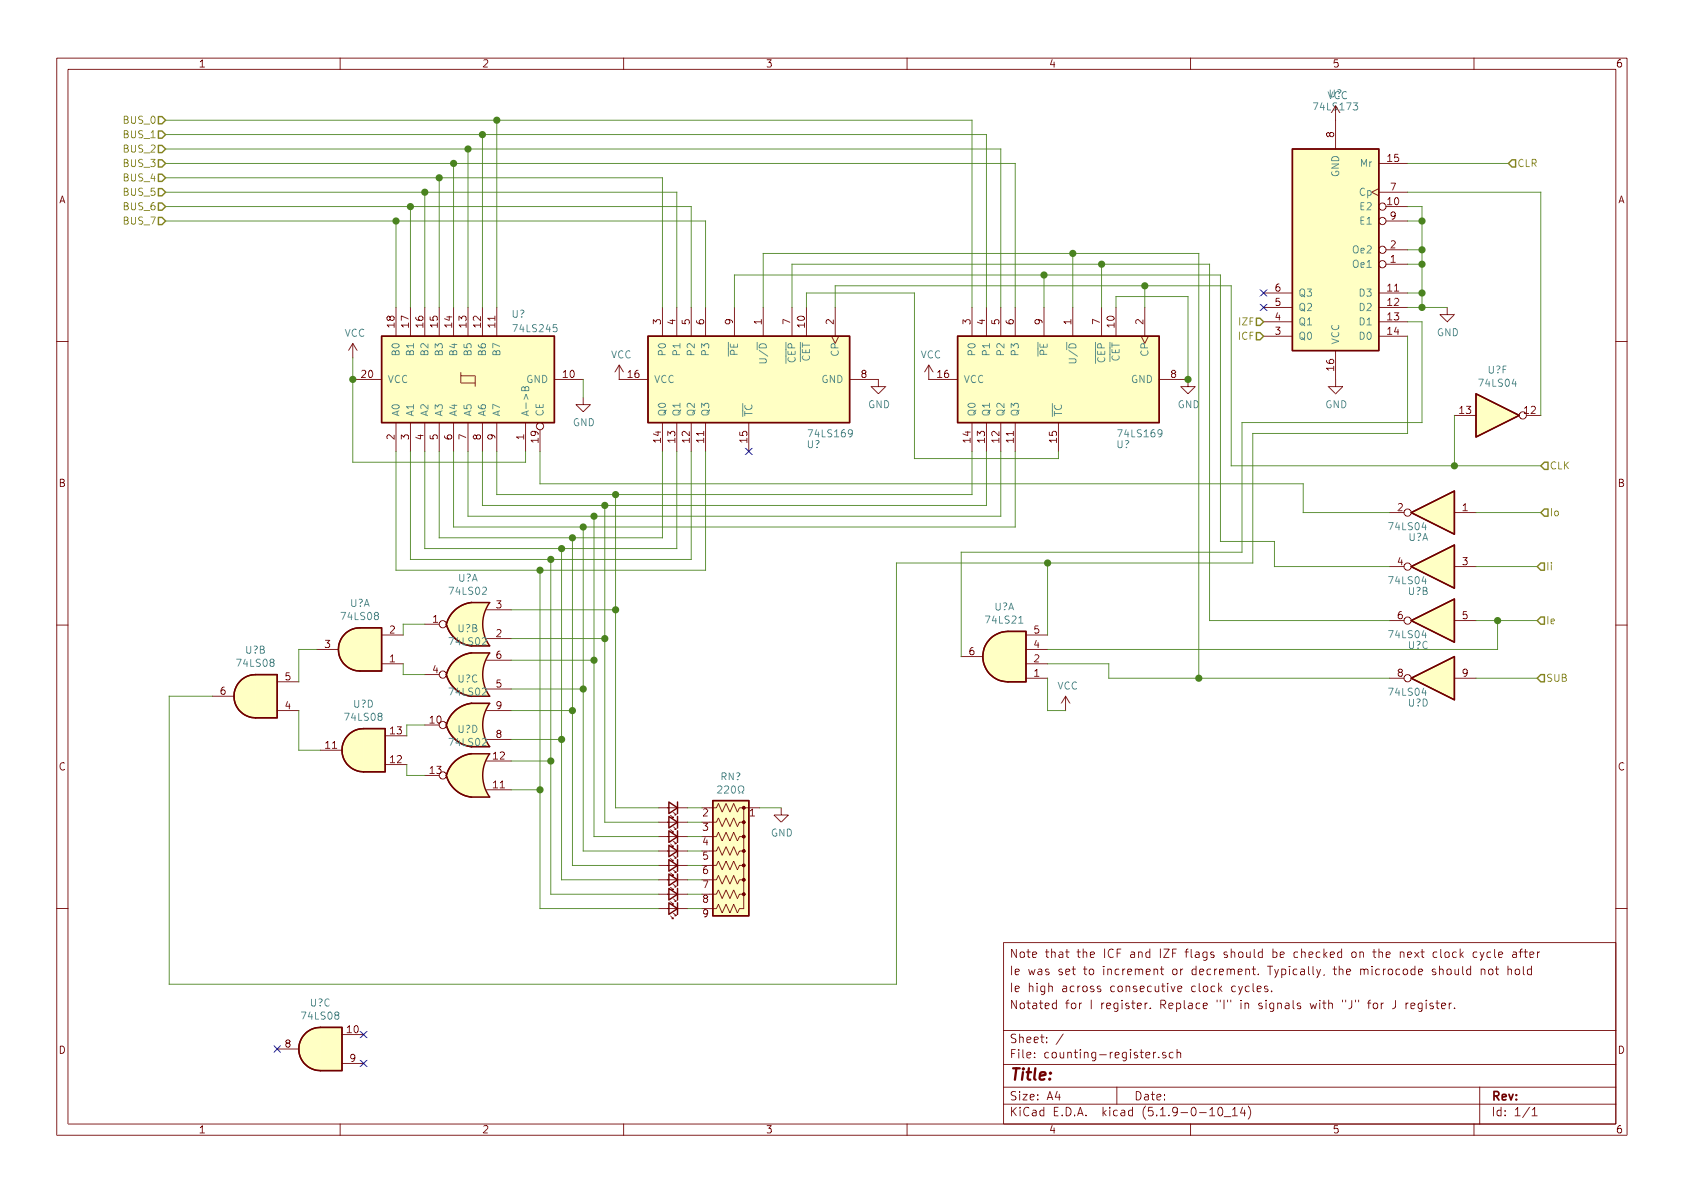 1 2 3 4 5 6
A
B
C
D
BUS_0
BUS_1
BUS_2
BUS_3
BUS_4
BUS_5
BUS_6
BUS_7
U?
VCC
74LS173
8
GND
Mr 15
Cp 7
E2 10
E1 9
Oe2 2
Oe1 1
6 Q3 D3 11
5 Q2 D2 12
IZF 4 Q1 D1 13
ICF 3 Q0 D0 14
VCC
16
GND
GND
CLR
U?
74LS245
18 17 16 15 14 13 12 11
B0 B1 B2 B3 B4 B5 B6 B7
VCC
20 VCC GND 10
GND
A0 A1 A2 A3 A4 A5 A6 A7 A->B CE
2 3 4 5 6 7 8 9 1 19
3 4 5 6 9 1 7 10 2
P0 P1 P2 P3 PE U/D CEP CET CP
VCC
16 VCC GND 8
GND
Q0 Q1 Q2 Q3 TC
14 13 12 11 15
74LS169
U?
3 4 5 6 9 1 7 10 2
P0 P1 P2 P3 PE U/D CEP CET CP
VCC
16 VCC GND 8
GND
Q0 Q1 Q2 Q3 TC
14 13 12 11 15
74LS169
U?
U?F
74LS04
13 12
CLK
2 1 Io
74LS04
U?A
4 3 Ii
74LS04
U?B
6 5 Ie
74LS04
U?C
8 9 SUB
74LS04
U?D
U?A
74LS21
5
4
6
2
1
VCC
U?A
74LS02
3
1
2
U?B
74LS02
6
4
5
U?C
74LS02
9
10
8
U?D
74LS02
12
13
11
U?A
74LS08
2
3
1
U?B
74LS08
5
6
4
U?D
74LS08
13
11
12
RN?
220Ω
1
2
3
4
5
6
7
8
9
GND
U?C
74LS08
10
8
9
Note that the ICF and IZF flags should be checked on the next clock cycle after
Ie was set to increment or decrement. Typically, the microcode should not hold
Ie high across consecutive clock cycles.
Notated for I register. Replace "I" in signals with "J" for J register.
Sheet: /
File: counting-register.sch
Title:
Size: A4 Date: Rev:
KiCad E.D.A. kicad (5.1.9-0-10_14) Id: 1/1
A
B
C
D
1 2 3 4 5 6